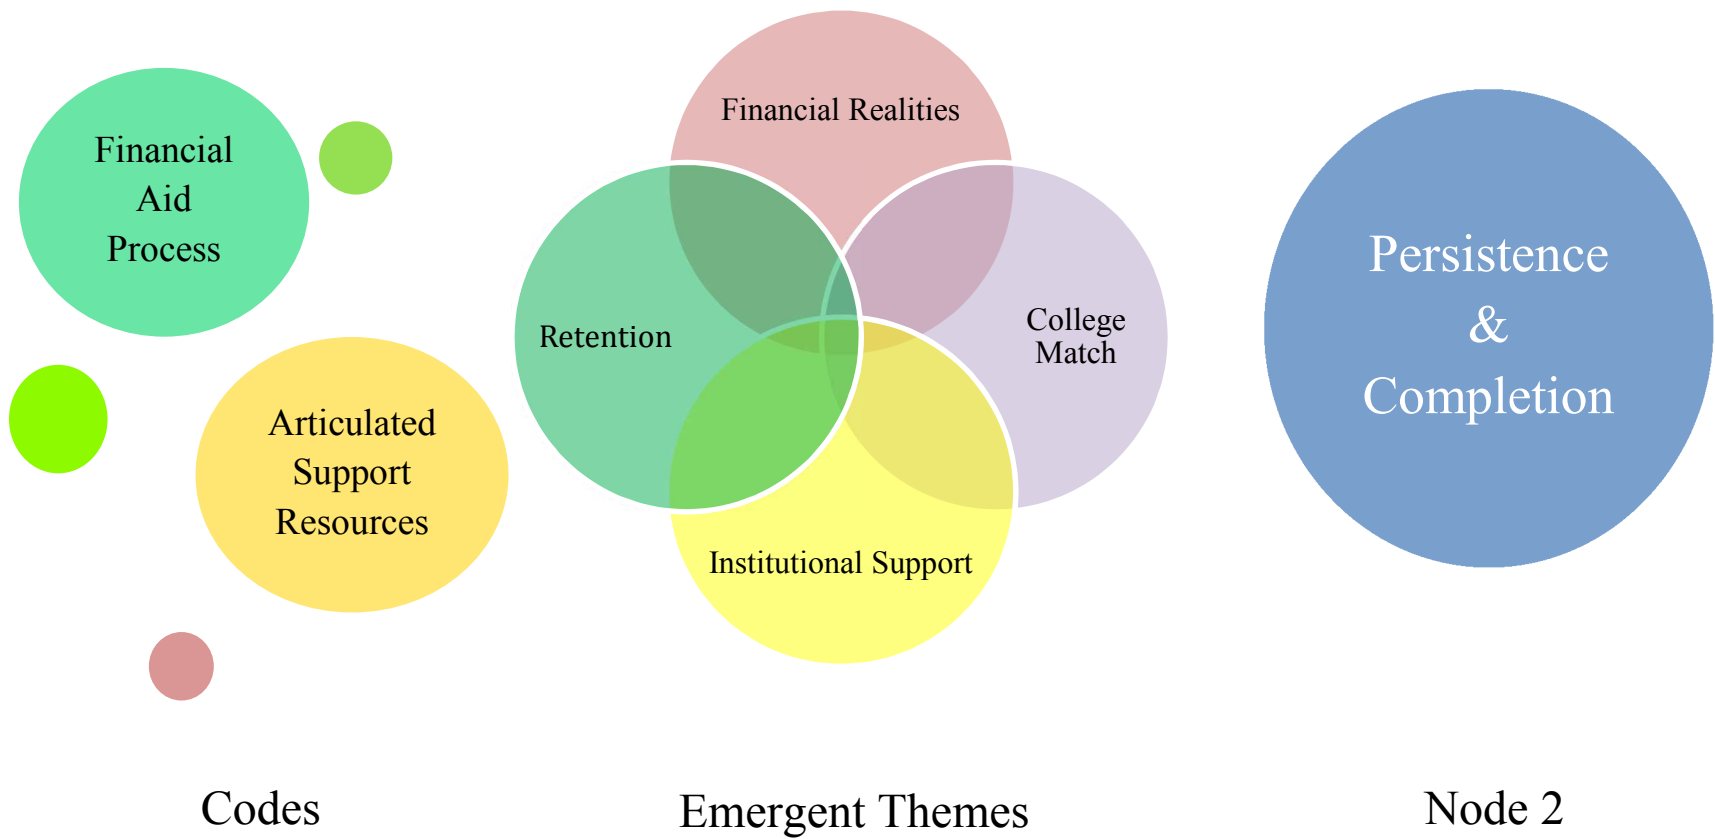 Financial
Aid
Process
Articulated
Support
Resources
Financial Realities
Retention
College
Match
Institutional Support
Persistence
&
Completion
Codes
Emergent Themes
Node 2